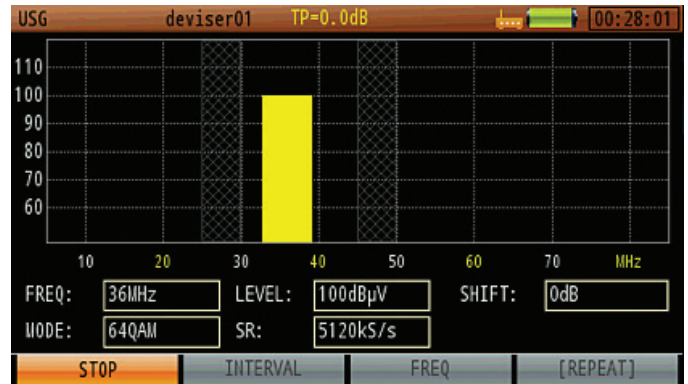 USG deviser01 TP=0.0dB 00:28:01
110
100
90
80
70
60
10 20 30 40 50 60 70 MHz
FREQ: 36MHz LEVEL: 100dBμV SHIFT: 0dB
MODE: 64QAM SR: 5120kS/s
STOP INTERVAL FREQ [REPEAT]